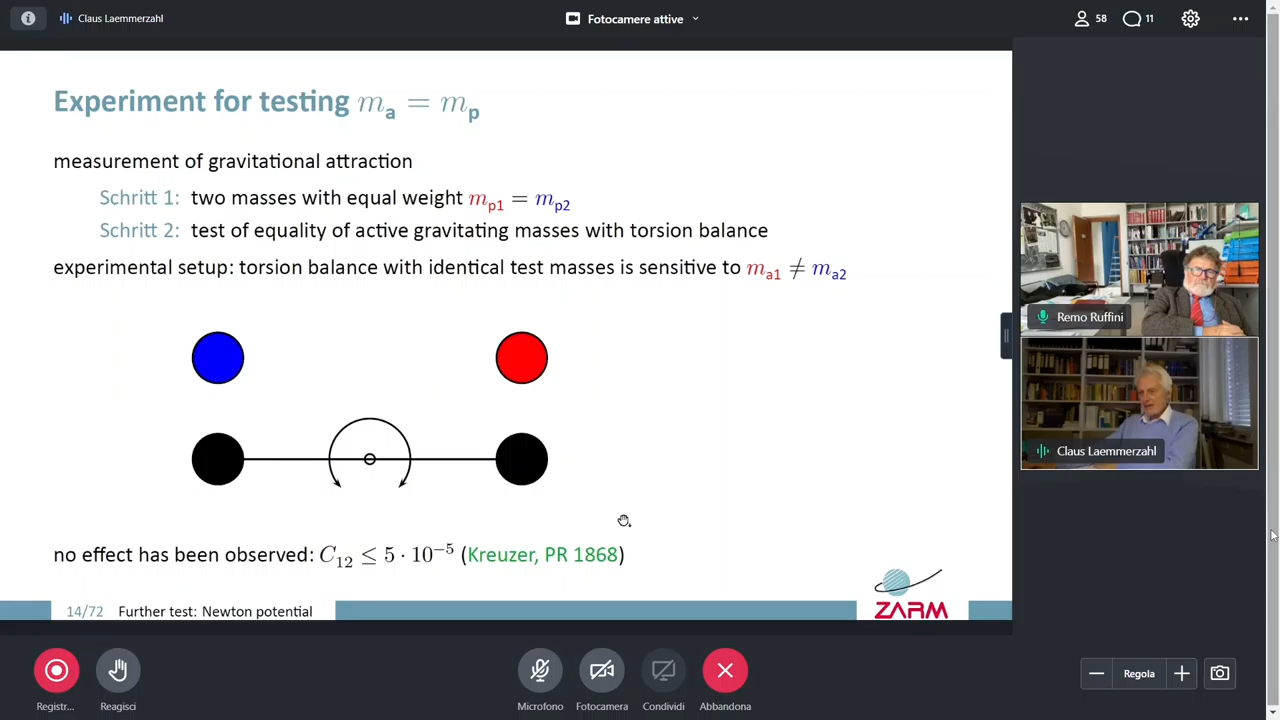 Claus Laemmerzahl
Fotocamere attive
58
11
Experiment for testing m_a = m_p
measurement of gravitational attraction
Schritt 1: two masses with equal weight m_p1 = m_p2
Schritt 2: test of equality of active gravitating masses with torsion balance
experimental setup: torsion balance with identical test masses is sensitive to m_a1 ≠ m_a2
no effect has been observed: C_12 ≤ 5 · 10^−5 (Kreuzer, PR 1868)
14/72 Further test: Newton potential
ZARM
Remo Ruffini
Claus Laemmerzahl
Registr...
Reagisci
Microfono
Fotocamera
Condividi
Abbandona
Regola